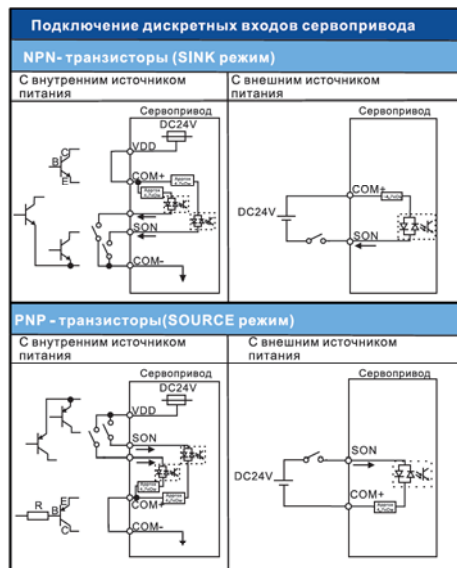 Подключение дискретных входов сервопривода
NPN- транзисторы (SINK режим)
С внутренним источником питания
С внешним источником питания
Сервопривод
DC24V
VDD
C
B
E
COM+
SON
COM-
Сервопривод
COM+
DC24V
SON
PNP - транзисторы(SOURCE режим)
С внутренним источником питания
С внешним источником питания
Сервопривод
DC24V
VDD
SON
R
B
E
C
COM+
COM-
Сервопривод
SON
DC24V
COM+